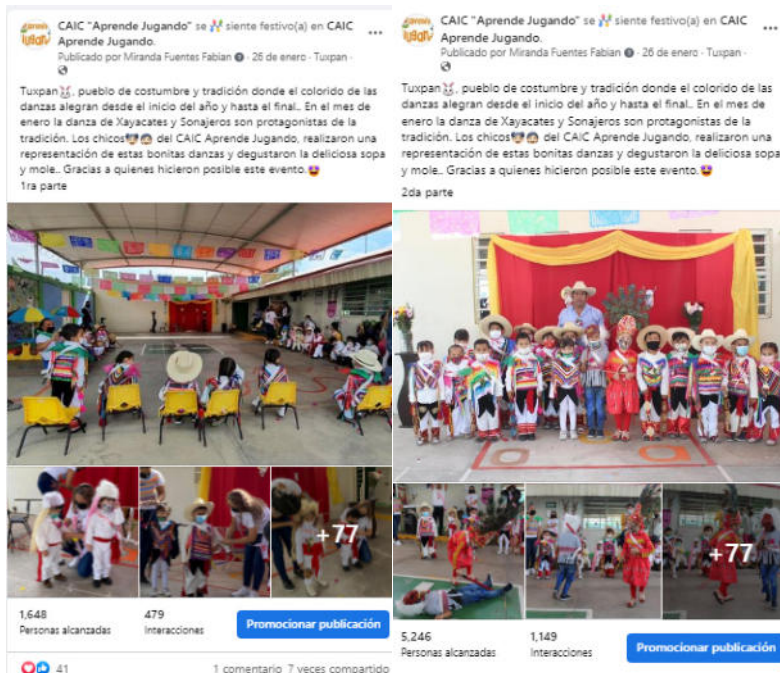 CAIC "Aprende Jugando" se siente festivo(a) en CAIC
Aprende Jugando.
Publicado por Miranda Fuentes Fabian · 26 de enero · Tuxpan ·
Tuxpan🐰, pueblo de costumbre y tradición donde el colorido de las
danzas alegran desde el inicio del año y hasta el final.. En el mes de
enero la danza de Xayacates y Sonajeros son protagonistas de la
tradición. Los chicos del CAIC Aprende Jugando, realizaron una
representación de estas bonitas danzas y degustaron la deliciosa sopa
y mole.. Gracias a quienes hicieron posible este evento.🤩
1ra parte
+77
1,648
Personas alcanzadas
479
Interacciones
Promocionar publicación
41
1 comentario 7 veces compartido
CAIC "Aprende Jugando" se siente festivo(a) en CAIC
Aprende Jugando.
Publicado por Miranda Fuentes Fabian · 26 de enero · Tuxpan ·
Tuxpan🐰, pueblo de costumbre y tradición donde el colorido de las
danzas alegran desde el inicio del año y hasta el final.. En el mes de
enero la danza de Xayacates y Sonajeros son protagonistas de la
tradición. Los chicos del CAIC Aprende Jugando, realizaron una
representación de estas bonitas danzas y degustaron la deliciosa sopa
y mole.. Gracias a quienes hicieron posible este evento.🤩
2da parte
+77
5,246
Personas alcanzadas
1,149
Interacciones
Promocionar publicación